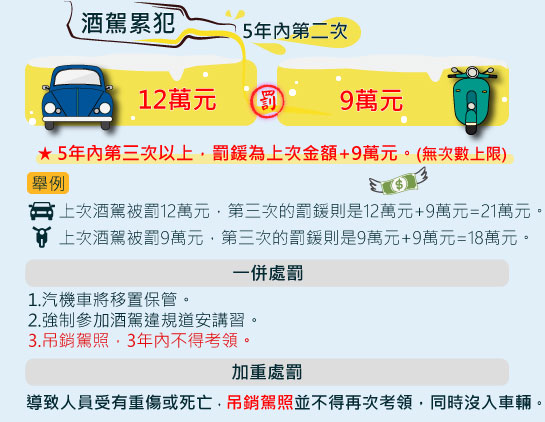 酒駕累犯
5年內第二次
12萬元
罰
9萬元
★ 5年內第三次以上，罰鍰為上次金額+9萬元。(無次數上限)
舉例
$
上次酒駕被罰12萬元，第三次的罰鍰則是12萬元+9萬元=21萬元。
上次酒駕被罰9萬元，第三次的罰鍰則是9萬元+9萬元=18萬元。
一併處罰
1.汽機車將移置保管。
2.強制參加酒駕違規道安講習。
3.吊銷駕照，3年內不得考領。
加重處罰
導致人員受有重傷或死亡，吊銷駕照並不得再次考領，同時沒入車輛。